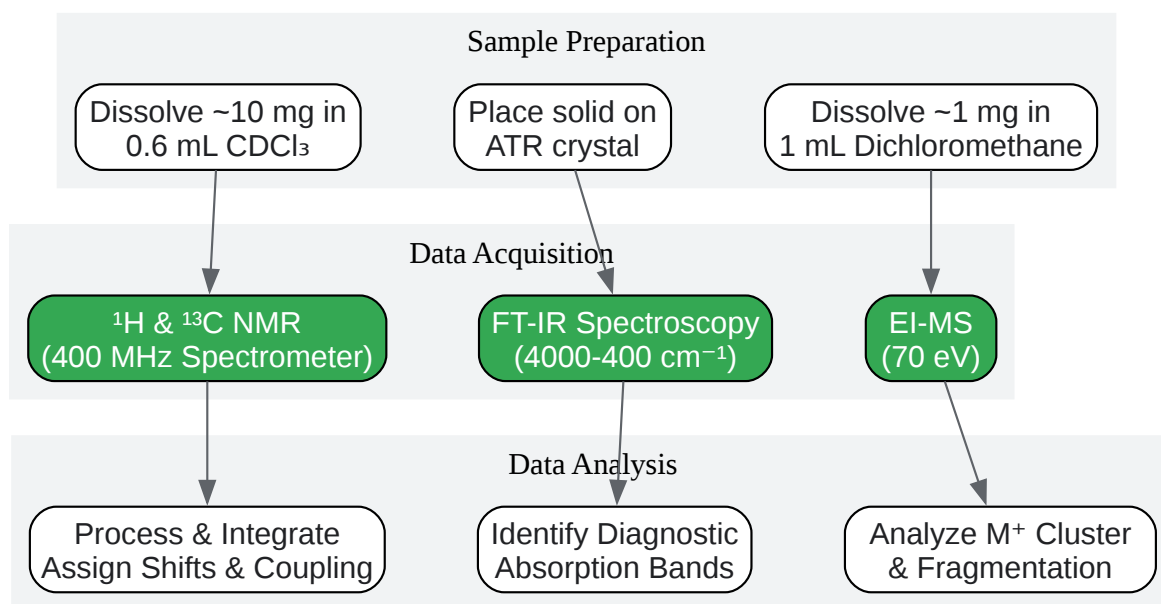 Sample Preparation
Dissolve ~10 mg in
0.6 mL CDCl₃
Place solid on
ATR crystal
Dissolve ~1 mg in
1 mL Dichloromethane
Data Acquisition
¹H & ¹³C NMR
(400 MHz Spectrometer)
FT-IR Spectroscopy
(4000-400 cm⁻¹)
EI-MS
(70 eV)
Data Analysis
Process & Integrate
Assign Shifts & Coupling
Identify Diagnostic
Absorption Bands
Analyze M⁺ Cluster
& Fragmentation